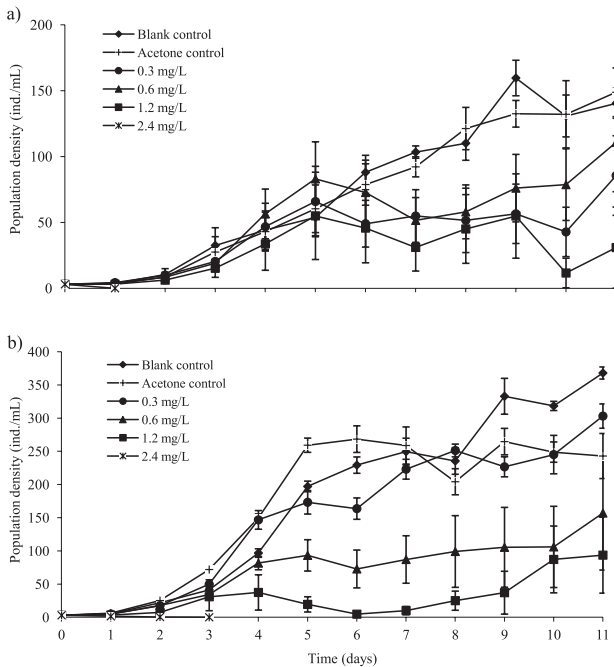 a)
200
150
100
50
0
Population density (ind./mL)
Blank control
Acetone control
0.3 mg/L
0.6 mg/L
1.2 mg/L
2.4 mg/L
b)
400
350
300
250
200
150
100
50
0
Population density (ind./mL)
Blank control
Acetone control
0.3 mg/L
0.6 mg/L
1.2 mg/L
2.4 mg/L
0 1 2 3 4 5 6 7 8 9 10 11
Time (days)